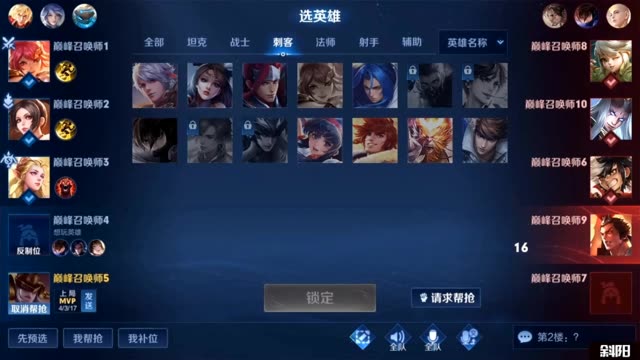 选英雄
全部 坦克 战士 刺客 法师 射手 辅助 英雄名称
巅峰召唤师1
巅峰召唤师2
巅峰召唤师3
巅峰召唤师4
想玩英雄
反制位
巅峰召唤师5
取消帮抢
上局
MVP
4/3/17
发送
巅峰召唤师8
巅峰召唤师10
巅峰召唤师6
巅峰召唤师9
16
巅峰召唤师7
锁定
请求帮抢
先预选 我帮抢 我补位
全队 全队
第2楼：?
斜阳